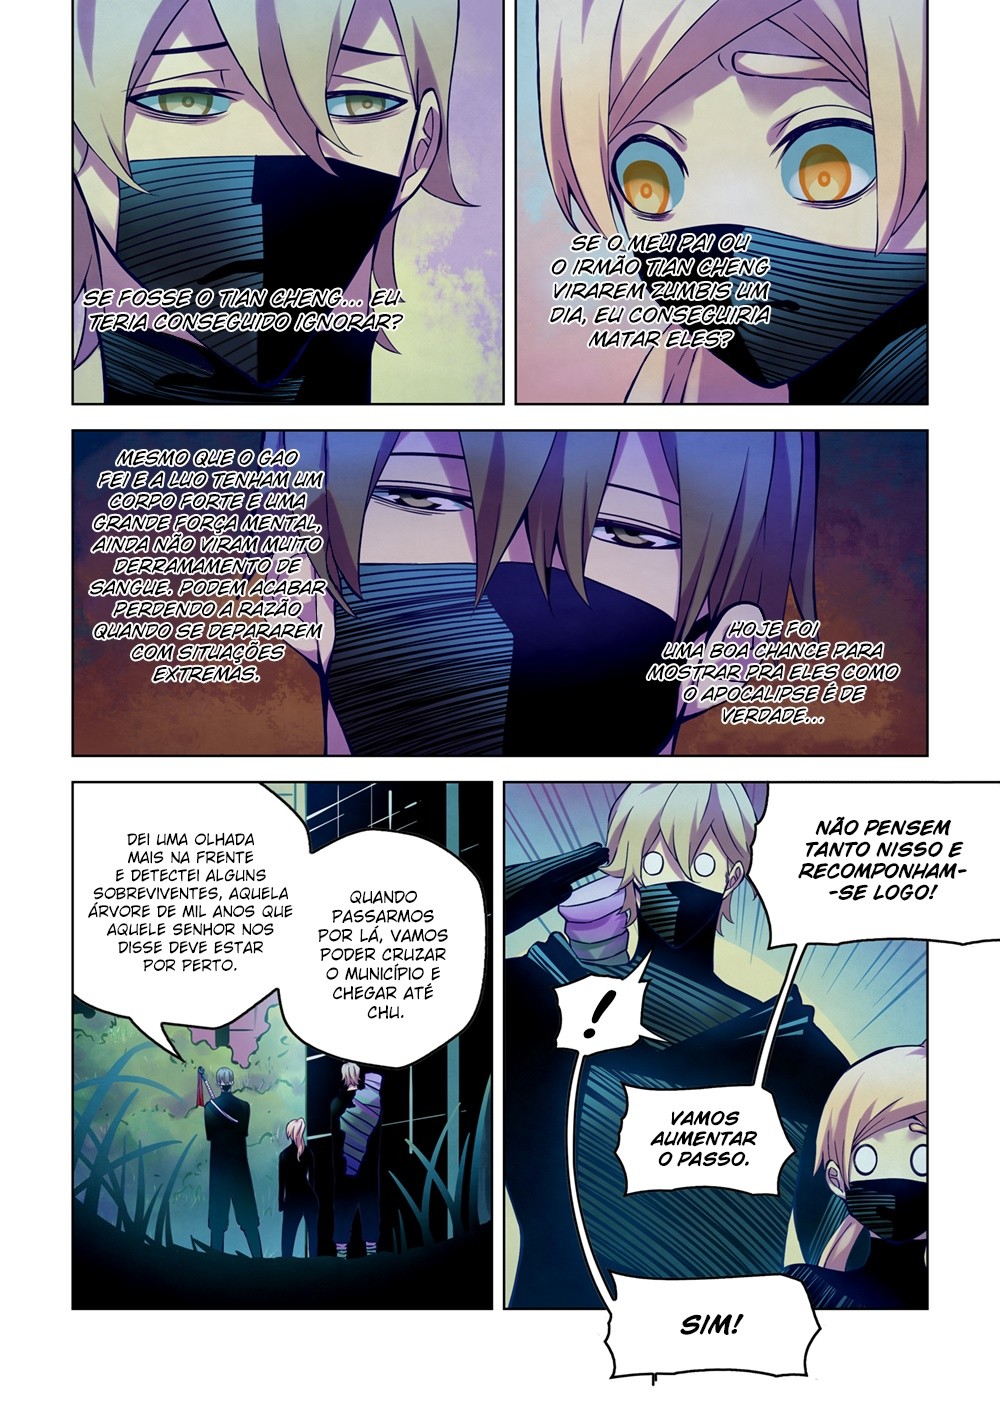 SE FOSSE O TIAN CHENG... EU
TERIA CONSEGUIDO IGNORAR?
SE O MEU PAI OU
O IRMÃO TIAN CHENG
VIRAREM ZUMBIS UM
DIA, EU CONSEGUIRIA
MATAR ELES?
MESMO QUE O GAO
FEI E A LUO TENHAM UM
CORPO FORTE E UMA
GRANDE FORÇA MENTAL,
AINDA NÃO VIRAM MUITO
DERRAMAMENTO DE
SANGUE. PODEM ACABAR
PERDENDO A RAZÃO
QUANDO SE DEPARAREM
COM SITUAÇÕES
EXTREMAS.
HOJE FOI
UMA BOA CHANCE PARA
MOSTRAR PRA ELES COMO
O APOCALIPSE É DE
VERDADE...
DEI UMA OLHADA
MAIS NA FRENTE
E DETECTEI ALGUNS
SOBREVIVENTES, AQUELA
ÁRVORE DE MIL ANOS QUE
AQUELE SENHOR NOS
DISSE DEVE ESTAR
POR PERTO.
QUANDO
PASSARMOS
POR LÁ, VAMOS
PODER CRUZAR
O MUNICÍPIO E
CHEGAR ATÉ
CHU.
NÃO PENSEM
TANTO NISSO E
RECOMPONHAM-
-SE LOGO!
!
VAMOS
AUMENTAR
O PASSO.
SIM!